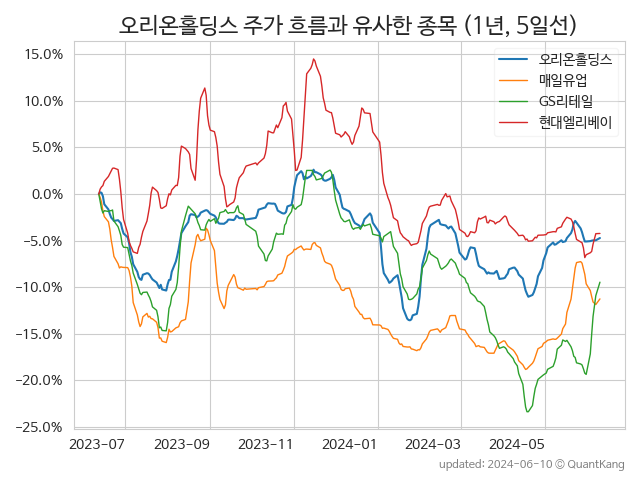 오리온홀딩스 주가 흐름과 유사한 종목 (1년, 5일선)
15.0%
10.0%
5.0%
0.0%
−5.0%
−10.0%
−15.0%
−20.0%
−25.0%
오리온홀딩스
매일유업
GS리테일
현대엘리베이
2023-07 2023-09 2023-11 2024-01 2024-03 2024-05
updated: 2024-06-10 © QuantKang